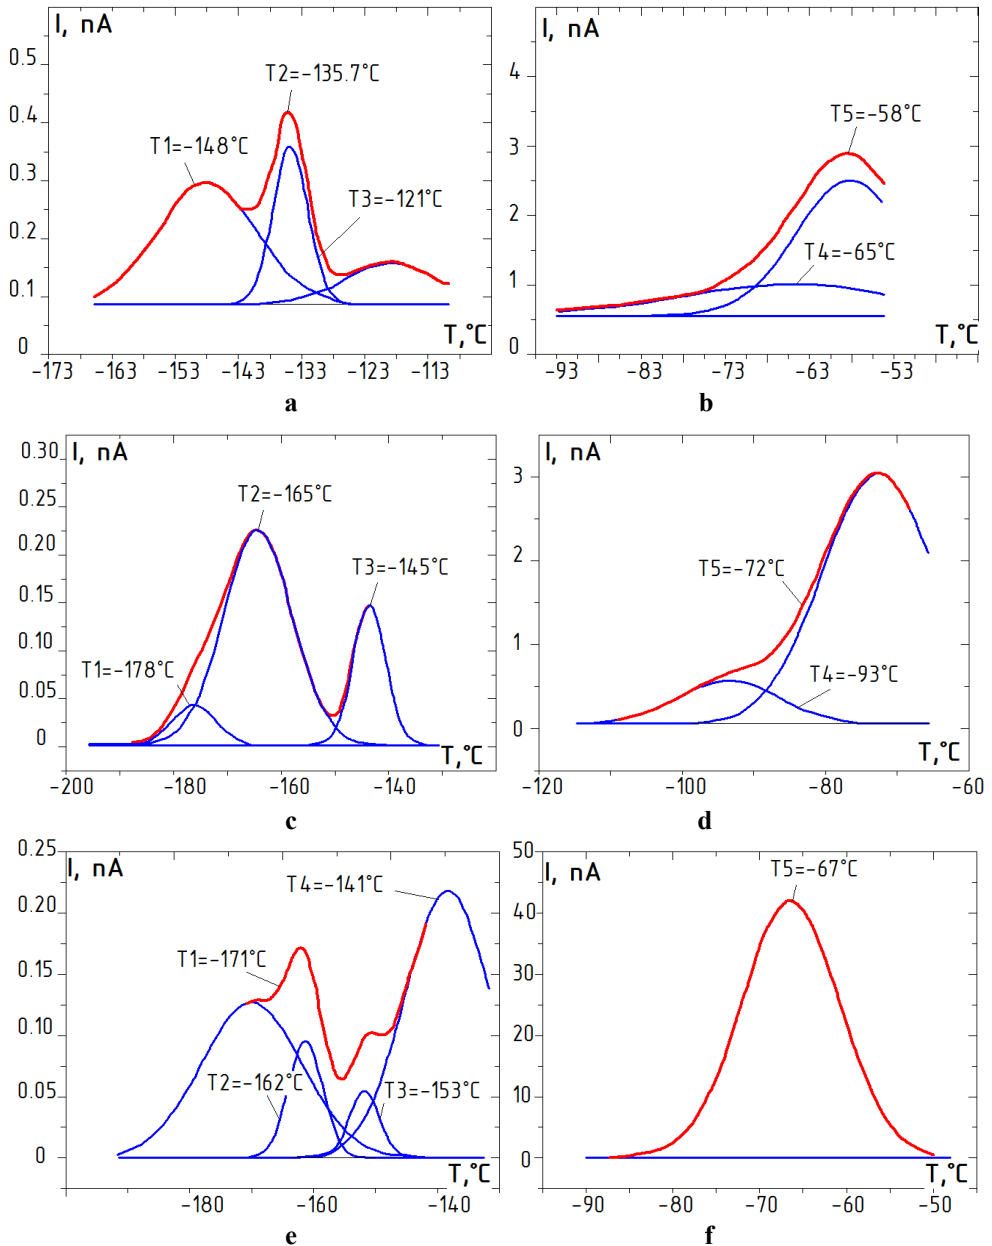 I, nA
0.5
0.4
0.3
0.2
0.1
0
T2=-135.7°C
T1=-148°C
T3=-121°C
T,°C
-173 -163 -153 -143 -133 -123 -113
a
I, nA
4
3
2
1
0
T5=-58°C
T4=-65°C
T,°C
-93 -83 -73 -63 -53
b
I, nA
0.30
0.25
0.20
0.15
0.10
0.05
0
T2=-165°C
T3=-145°C
T1=-178°C
T,°C
-200 -180 -160 -140
c
I, nA
3
2
1
0
T5=-72°C
T4=-93°C
T,°C
-120 -100 -80 -60
d
I, nA
0.25
0.20
0.15
0.10
0.05
0
T4=-141°C
T1=-171°C
T2=-162°C
T3=-153°C
T,°C
-180 -160 -140
e
I, nA
50
40
30
20
10
0
T5=-67°C
T,°C
-90 -80 -70 -60 -50
f